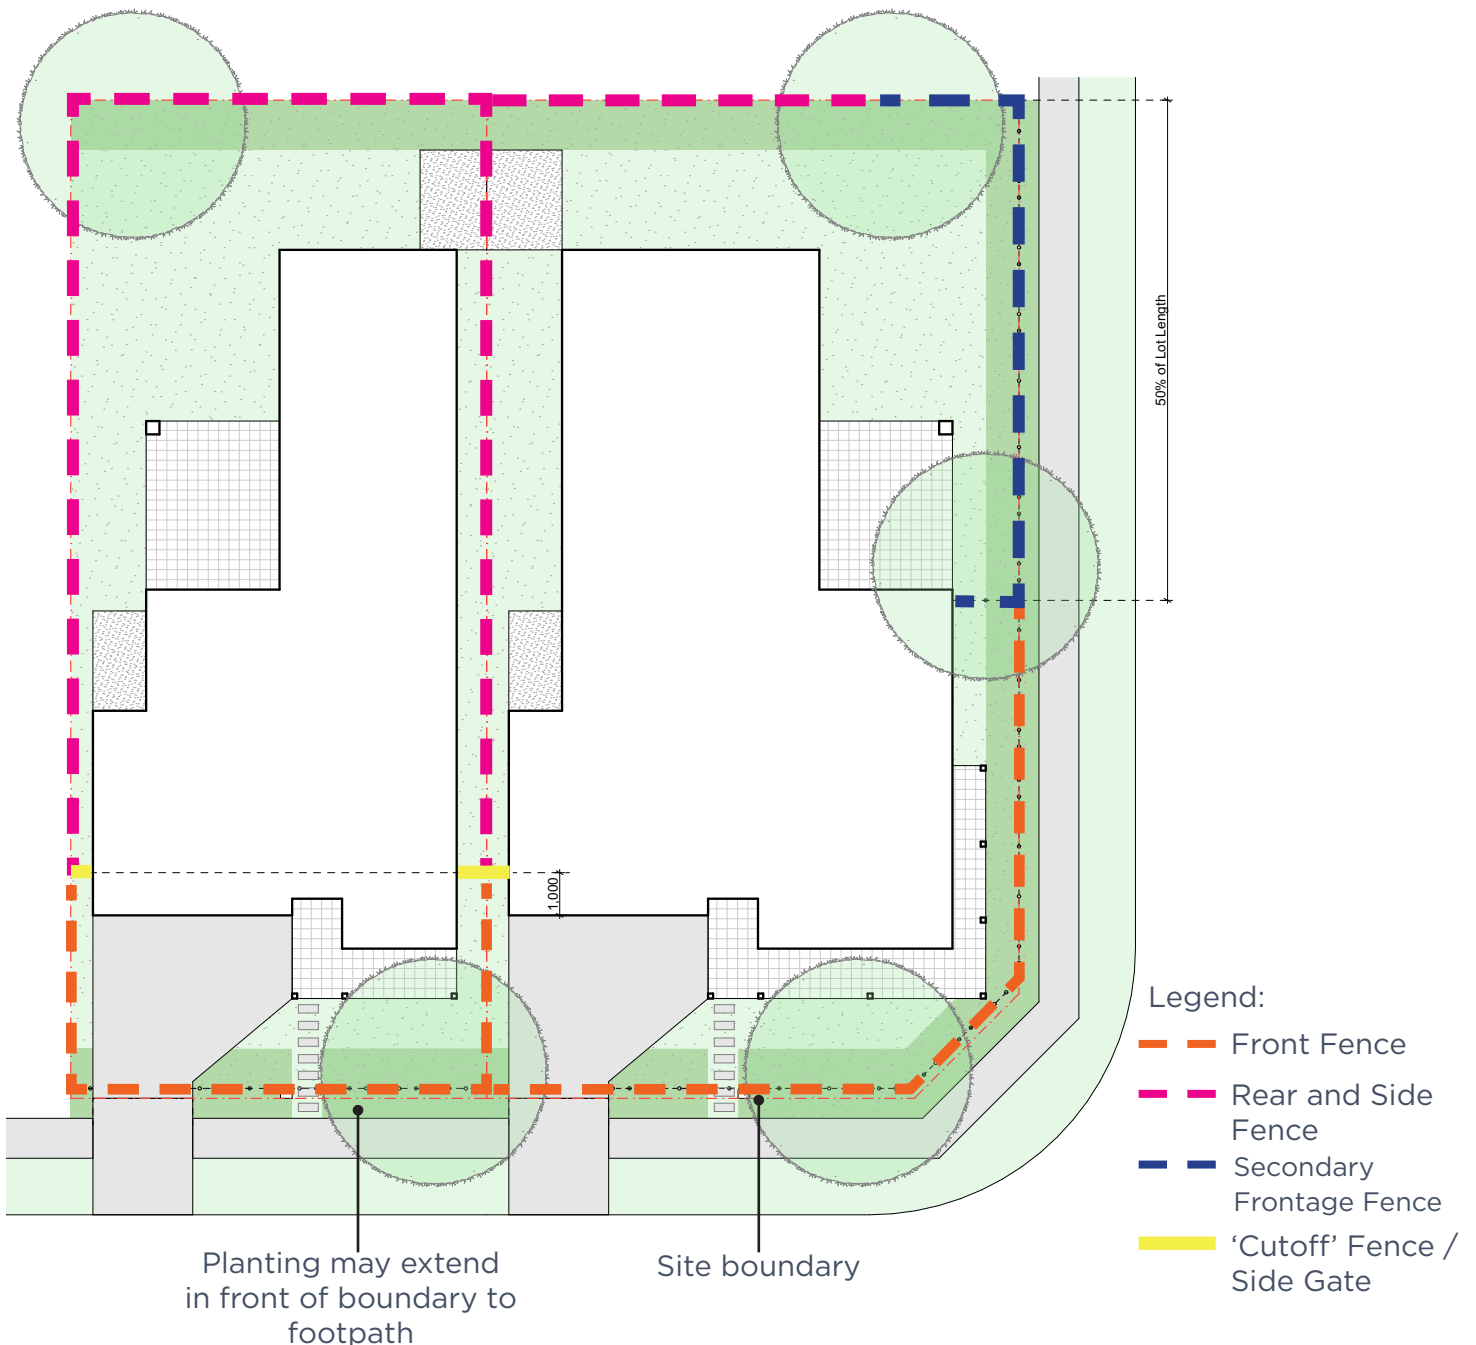 50% of Lot Length
1,000
Legend:
Front Fence
Rear and Side
Fence
Secondary
Frontage Fence
‘Cutoff’ Fence /
Side Gate
Planting may extend
in front of boundary to
footpath
Site boundary